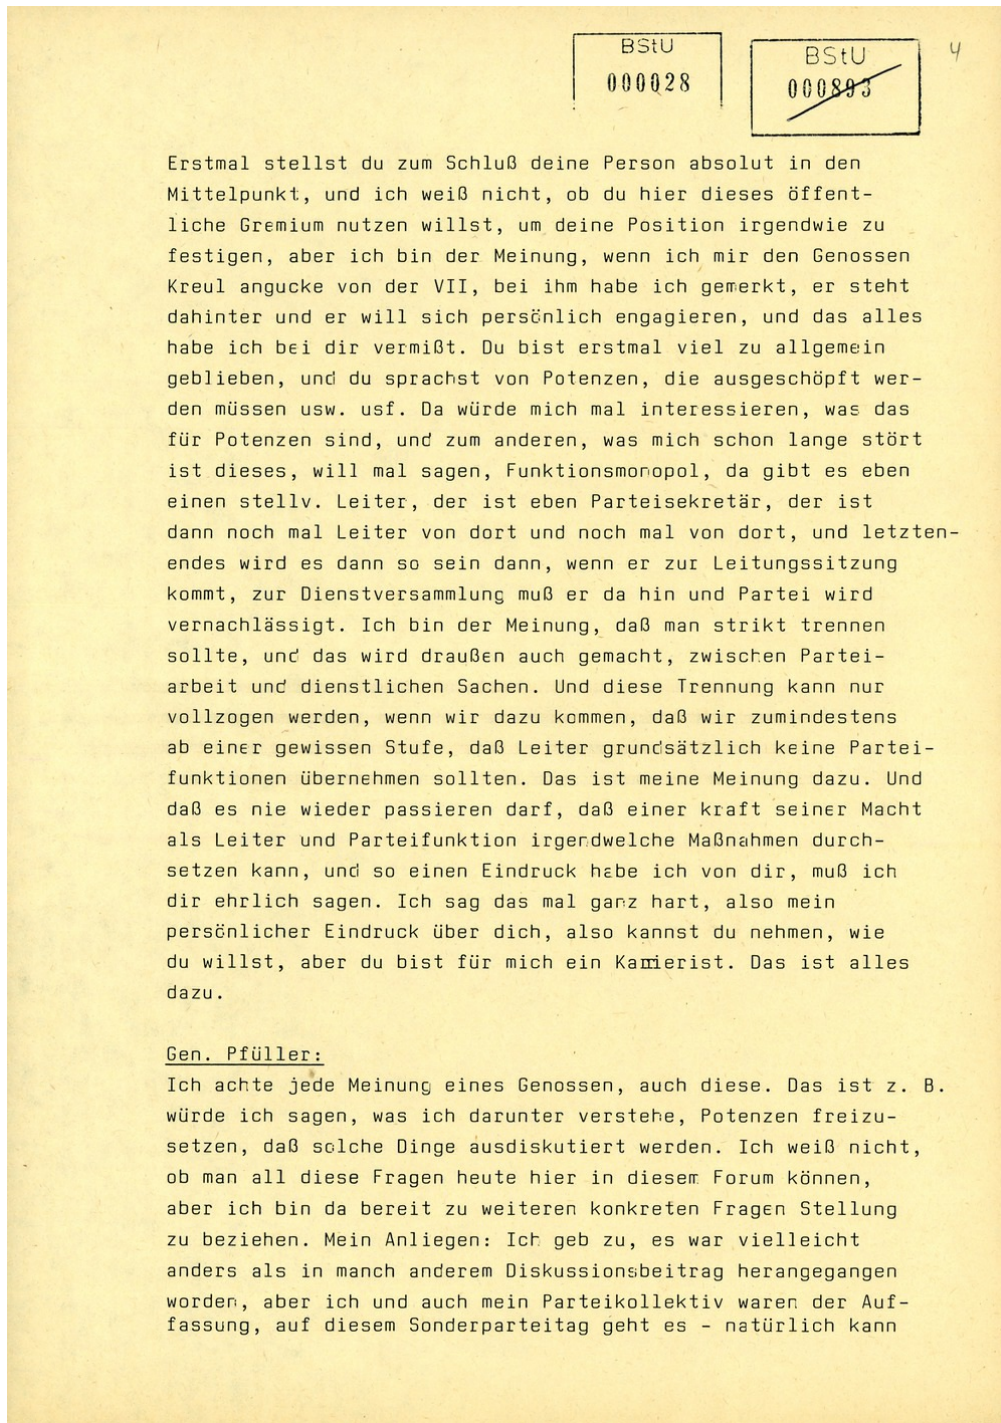 BStU
000028
BStU
000893
4
Erstmal stellst du zum Schluß deine Person absolut in den
Mittelpunkt, und ich weiß nicht, ob du hier dieses öffent-
liche Gremium nutzen willst, um deine Position irgendwie zu
festigen, aber ich bin der Meinung, wenn ich mir den Genossen
Kreul angucke von der VII, bei ihm habe ich gemerkt, er steht
dahinter und er will sich persönlich engagieren, und das alles
habe ich bei dir vermißt. Du bist erstmal viel zu allgemein
geblieben, und du sprachst von Potenzen, die ausgeschöpft wer-
den müssen usw. usf. Da würde mich mal interessieren, was das
für Potenzen sind, und zum anderen, was mich schon lange stört
ist dieses, will mal sagen, Funktionsmonopol, da gibt es eben
einen stellv. Leiter, der ist eben Parteisekretär, der ist
dann noch mal Leiter von dort und noch mal von dort, und letzten-
endes wird es dann so sein dann, wenn er zur Leitungssitzung
kommt, zur Dienstversammlung muß er da hin und Partei wird
vernachlässigt. Ich bin der Meinung, daß man strikt trennen
sollte, und das wird draußen auch gemacht, zwischen Partei-
arbeit und dienstlichen Sachen. Und diese Trennung kann nur
vollzogen werden, wenn wir dazu kommen, daß wir zumindestens
ab einer gewissen Stufe, daß Leiter grundsätzlich keine Partei-
funktionen übernehmen sollten. Das ist meine Meinung dazu. Und
daß es nie wieder passieren darf, daß einer kraft seiner Macht
als Leiter und Parteifunktion irgendwelche Maßnahmen durch-
setzen kann, und so einen Eindruck habe ich von dir, muß ich
dir ehrlich sagen. Ich sag das mal ganz hart, also mein
persönlicher Eindruck über dich, also kannst du nehmen, wie
du willst, aber du bist für mich ein Karrierist. Das ist alles
dazu.
Gen. Pfüller:
Ich achte jede Meinung eines Genossen, auch diese. Das ist z. B.
würde ich sagen, was ich darunter verstehe, Potenzen freizu-
setzen, daß solche Dinge ausdiskutiert werden. Ich weiß nicht,
ob man all diese Fragen heute hier in diesem Forum können,
aber ich bin da bereit zu weiteren konkreten Fragen Stellung
zu beziehen. Mein Anliegen: Ich geb zu, es war vielleicht
anders als in manch anderem Diskussionsbeitrag herangegangen
worden, aber ich und auch mein Parteikollektiv waren der Auf-
fassung, auf diesem Sonderparteitag geht es - natürlich kann